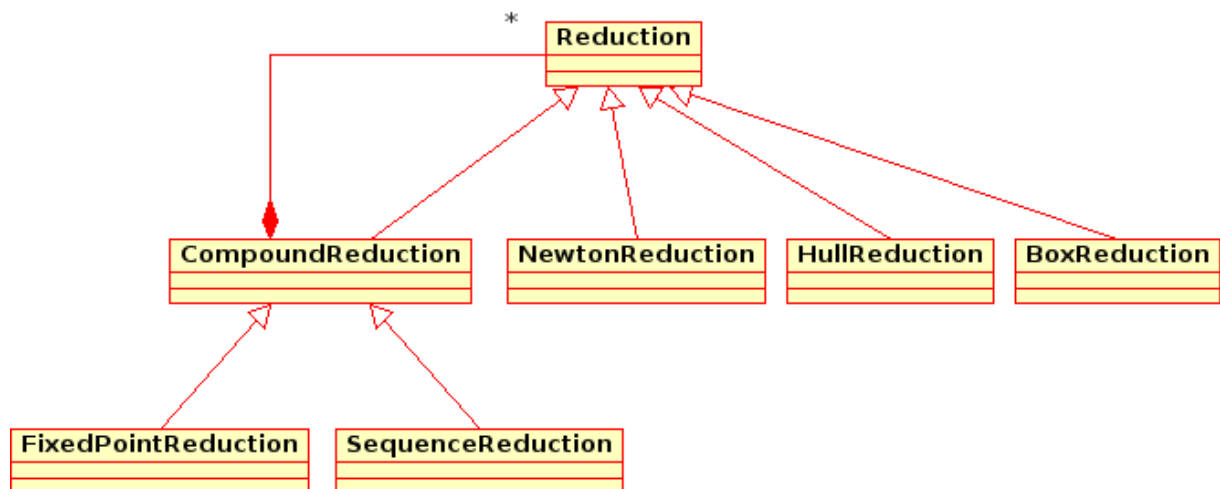 *
Reduction
CompoundReduction
NewtonReduction
HullReduction
BoxReduction
FixedPointReduction
SequenceReduction